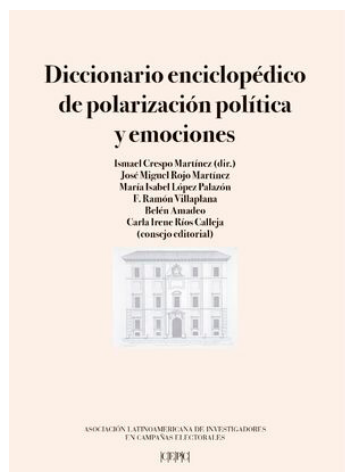 Diccionario enciclopédico
de polarización política
y emociones
Ismael Crespo Martínez (dir.)
José Miguel Rojo Martínez
María Isabel López Palazón
F. Ramón Villaplana
Belén Amadeo
Carla Irene Ríos Calleja
(consejo editorial)
ASOCIACIÓN LATINOAMERICANA DE INVESTIGADORES
EN CAMPAÑAS ELECTORALES
CEPC